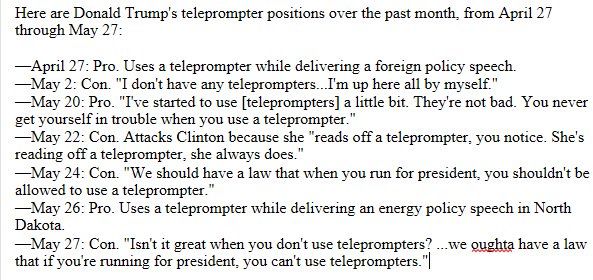 Here are Donald Trump's teleprompter positions over the past month, from April 27
through May 27:
—April 27: Pro. Uses a teleprompter while delivering a foreign policy speech.
—May 2: Con. "I don't have any teleprompters...I'm up here all by myself."
—May 20: Pro. "I've started to use [teleprompters] a little bit. They're not bad. You never
get yourself in trouble when you use a teleprompter."
—May 22: Con. Attacks Clinton because she "reads off a teleprompter, you notice. She's
reading off a teleprompter, she always does."
—May 24: Con. "We should have a law that when you run for president, you shouldn't be
allowed to use a teleprompter."
—May 26: Pro. Uses a teleprompter while delivering an energy policy speech in North
Dakota.
—May 27: Con. "Isn't it great when you don't use teleprompters? ...we oughta have a law
that if you're running for president, you can't use teleprompters."